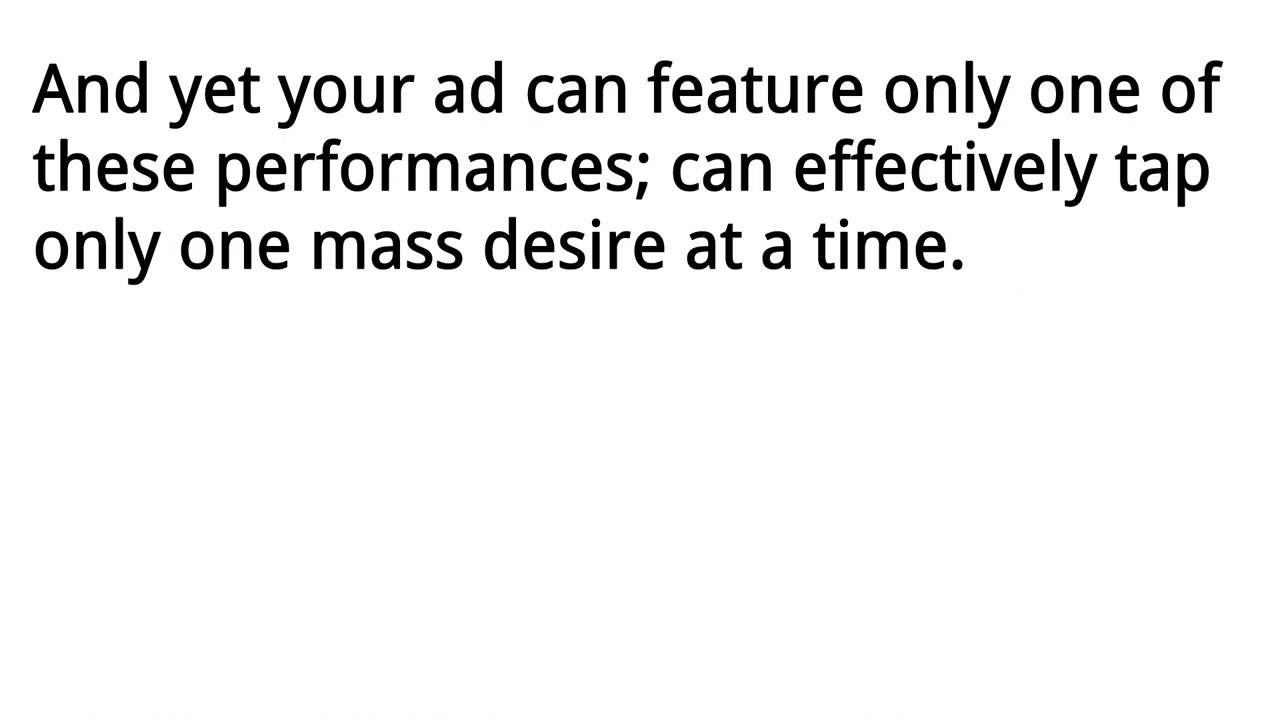 And yet your ad can feature only one of
these performances; can effectively tap
only one mass desire at a time.